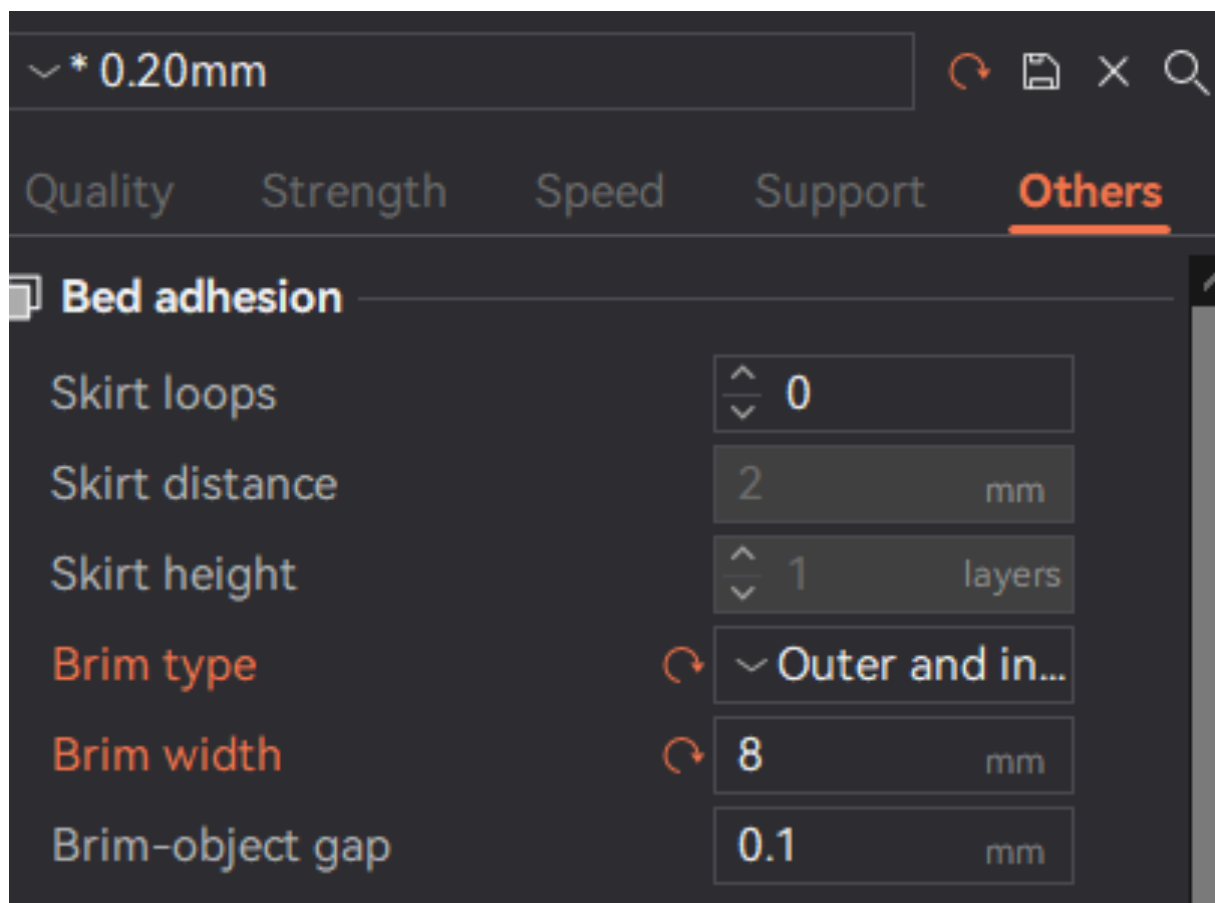 * 0.20mm
Quality Strength Speed Support Others
Bed adhesion
Skirt loops 0
Skirt distance 2 mm
Skirt height 1 layers
Brim type Outer and in...
Brim width 8 mm
Brim-object gap 0.1 mm